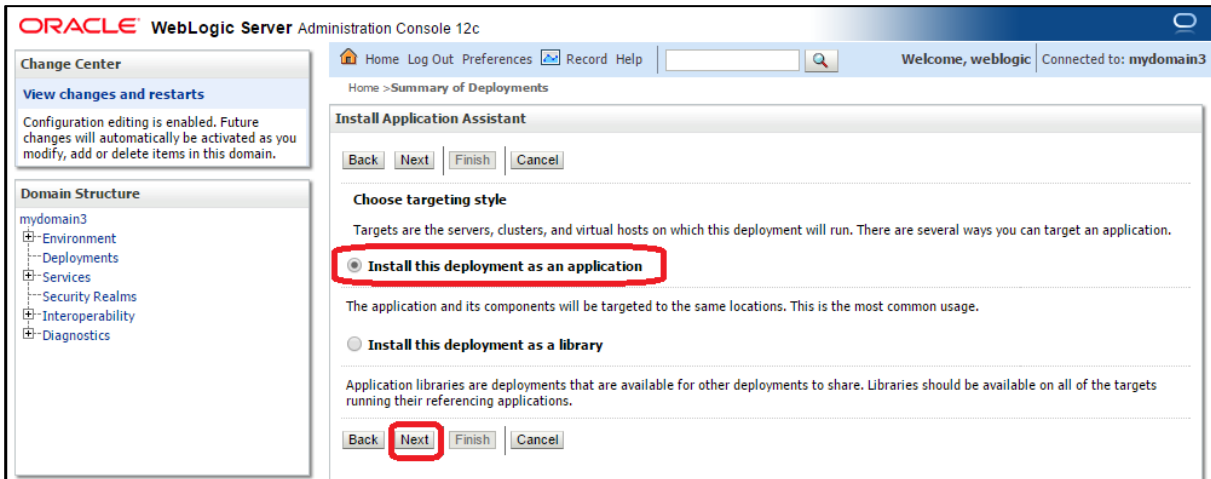 ORACLE WebLogic Server Administration Console 12c
Change Center
View changes and restarts
Configuration editing is enabled. Future
changes will automatically be activated as you
modify, add or delete items in this domain.
Domain Structure
mydomain3
Environment
Deployments
Services
Security Realms
Interoperability
Diagnostics
Home Log Out Preferences Record Help
Welcome, weblogic Connected to: mydomain3
Home >Summary of Deployments
Install Application Assistant
Back Next Finish Cancel
Choose targeting style
Targets are the servers, clusters, and virtual hosts on which this deployment will run. There are several ways you can target an application.
Install this deployment as an application
The application and its components will be targeted to the same locations. This is the most common usage.
Install this deployment as a library
Application libraries are deployments that are available for other deployments to share. Libraries should be available on all of the targets
running their referencing applications.
Back Next Finish Cancel